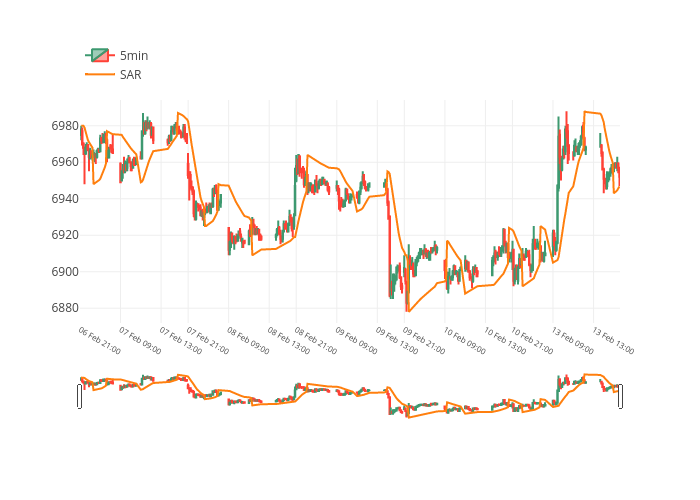 5min
SAR
6980
6960
6940
6920
6900
6880
06 Feb 21:00
07 Feb 09:00
07 Feb 13:00
07 Feb 21:00
08 Feb 09:00
08 Feb 13:00
08 Feb 21:00
09 Feb 09:00
09 Feb 13:00
09 Feb 21:00
10 Feb 09:00
10 Feb 13:00
10 Feb 21:00
13 Feb 09:00
13 Feb 13:00